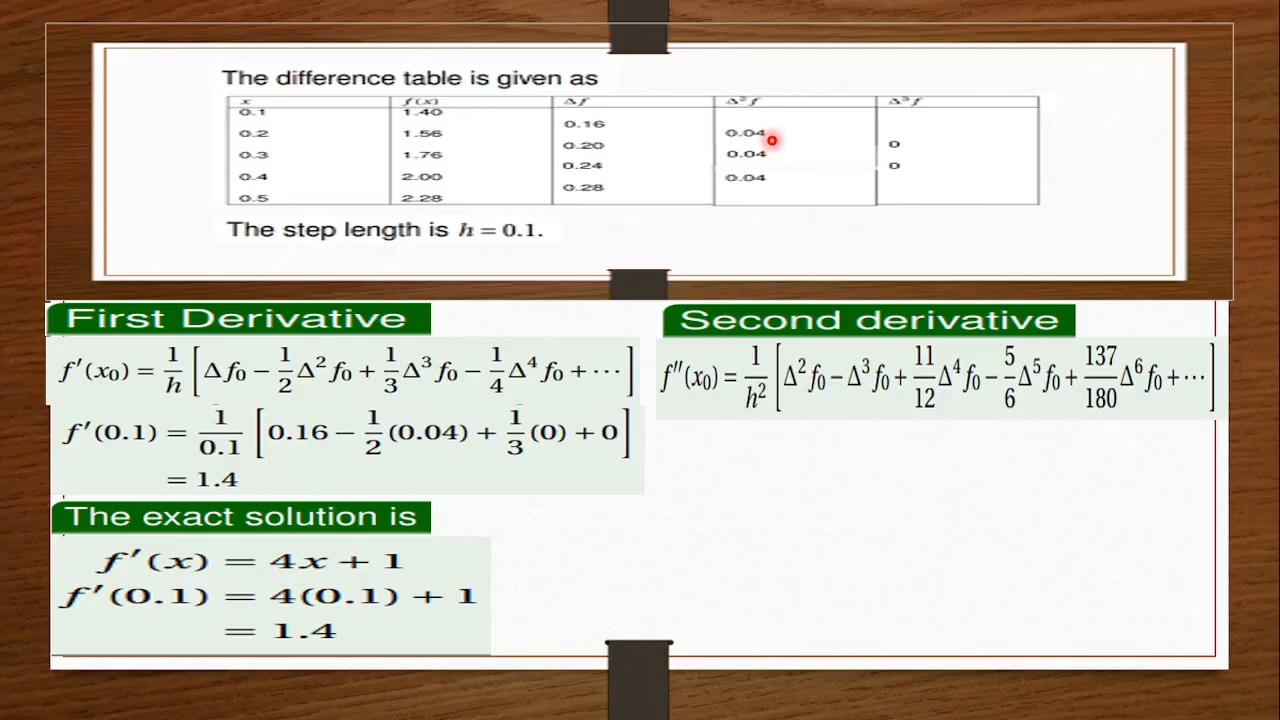 The difference table is given as
x f(x) Δf Δ²f Δ³f
0.1 1.40
0.16
0.2 1.56 0.04
0.20 0
0.3 1.76 0.04
0.24 0
0.4 2.00 0.04
0.28
0.5 2.28
The step length is h = 0.1.
First Derivative
f′(x₀) = 1/h [Δf₀ − 1/2 Δ²f₀ + 1/3 Δ³f₀ − 1/4 Δ⁴f₀ + ⋯]
f′(0.1) = 1/0.1 [0.16 − 1/2 (0.04) + 1/3 (0) + 0]
= 1.4
The exact solution is
f′(x) = 4x + 1
f′(0.1) = 4(0.1) + 1
= 1.4
Second derivative
f″(x₀) = 1/h² [Δ²f₀ − Δ³f₀ + 11/12 Δ⁴f₀ − 5/6 Δ⁵f₀ + 137/180 Δ⁶f₀ + ⋯]